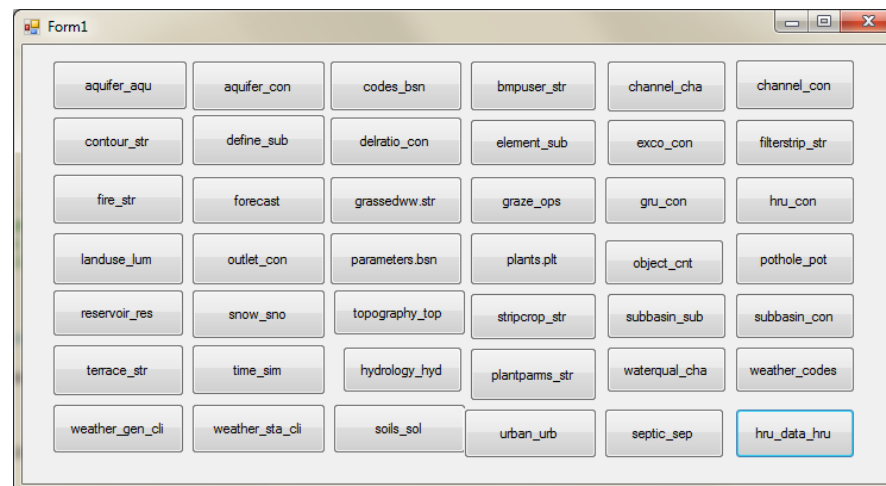 Form1
aquifer_aqu aquifer_con codes_bsn bmpuser_str channel_cha channel_con
contour_str define_sub delratio_con element_sub exco_con filterstrip_str
fire_str forecast grassedww.str graze_ops gru_con hru_con
landuse_lum outlet_con parameters.bsn plants.plt object_cnt pothole_pot
reservoir_res snow_sno topography_top stripcrop_str subbasin_sub subbasin_con
terrace_str time_sim hydrology_hyd plantparms_str waterqual_cha weather_codes
weather_gen_cli weather_sta_cli soils_sol urban_urb septic_sep hru_data_hru